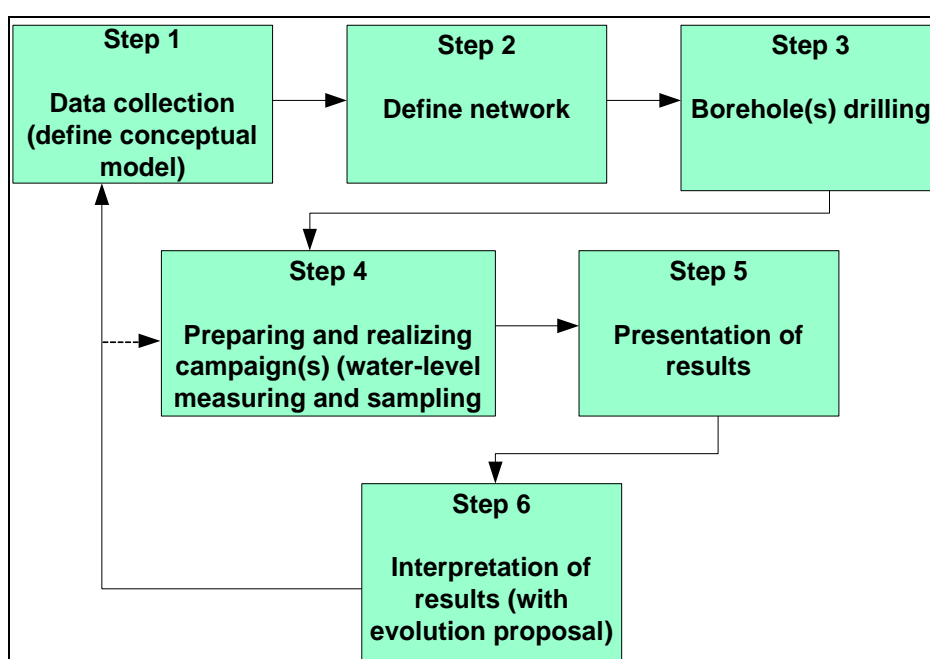 Step 1
Data collection
(define conceptual
model)
Step 2
Define network
Step 3
Borehole(s) drilling
Step 4
Preparing and realizing
campaign(s) (water-level
measuring and sampling
Step 5
Presentation of
results
Step 6
Interpretation of
results (with
evolution proposal)